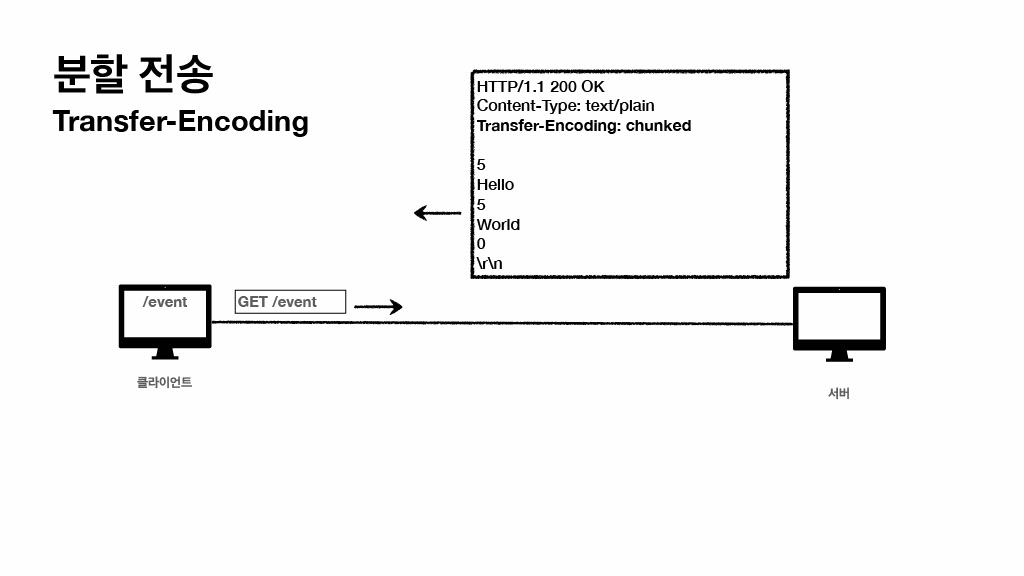 분할 전송
Transfer-Encoding
HTTP/1.1 200 OK
Content-Type: text/plain
Transfer-Encoding: chunked
5
Hello
5
World
0
\r\n
/event
GET /event
클라이언트
서버